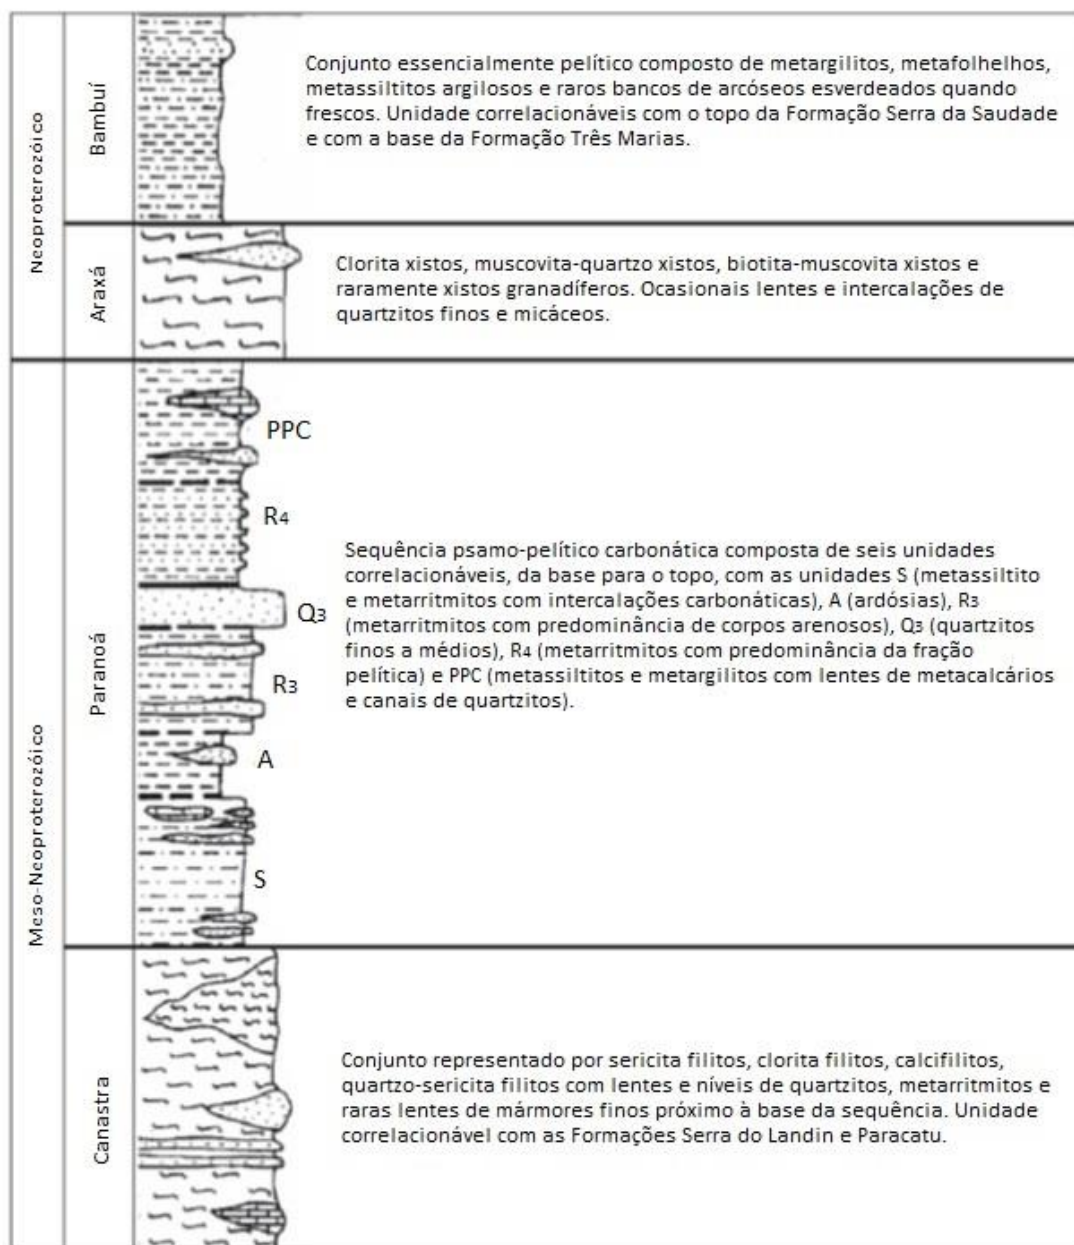 Neoproterozóico
Bambuí
Conjunto essencialmente pelítico composto de metargilitos, metafolhelhos,
metassiltitos argilosos e raros bancos de arcóseos esverdeados quando
frescos. Unidade correlacionáveis com o topo da Formação Serra da Saudade
e com a base da Formação Três Marias.
Araxá
Clorita xistos, muscovita-quartzo xistos, biotita-muscovita xistos e
raramente xistos granadíferos. Ocasionais lentes e intercalações de
quartzitos finos e micáceos.
Meso-Neoproterozóico
Paranoá
PPC
R4
Q3
R3
A
S
Sequência psamo-pelítico carbonática composta de seis unidades
correlacionáveis, da base para o topo, com as unidades S (metassiltito
e metarritmitos com intercalações carbonáticas), A (ardósias), R3
(metarritmitos com predominância de corpos arenosos), Q3 (quartzitos
finos a médios), R4 (metarritmitos com predominância da fração
pelítica) e PPC (metassiltitos e metargilitos com lentes de metacalcários
e canais de quartzitos).
Canastra
Conjunto representado por sericita filitos, clorita filitos, calcifilitos,
quartzo-sericita filitos com lentes e níveis de quartzitos, metarritmitos e
raras lentes de mármores finos próximo à base da sequência. Unidade
correlacionável com as Formações Serra do Landin e Paracatu.